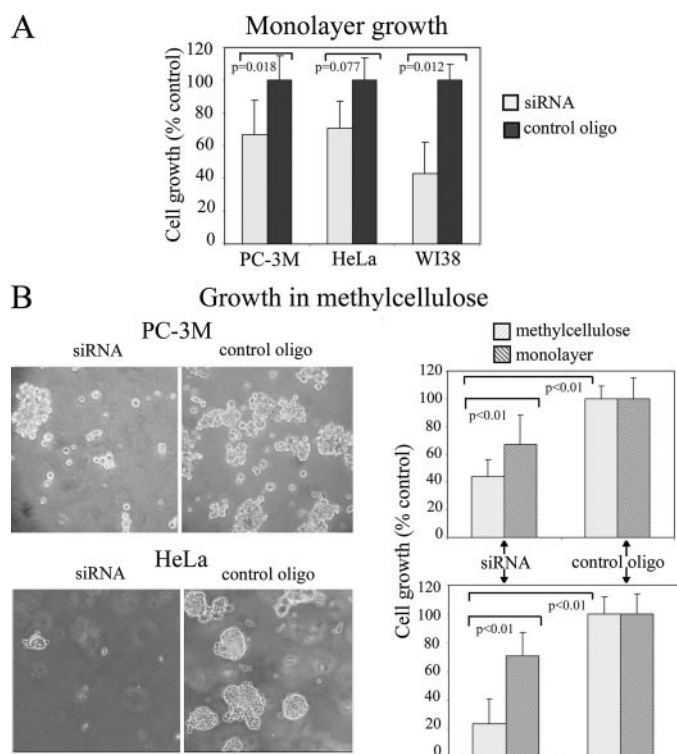 A
Monolayer growth
Cell growth (% control)
120
100
80
60
40
20
0
p=0.018
p=0.077
p=0.012
PC-3M
HeLa
WI38
siRNA
control oligo
B
Growth in methylcellulose
PC-3M
siRNA
control oligo
HeLa
siRNA
control oligo
methylcellulose
monolayer
Cell growth (% control)
120
100
80
60
40
20
0
p<0.01
p<0.01
siRNA
control oligo
120
100
80
60
40
20
0
p<0.01
p<0.01